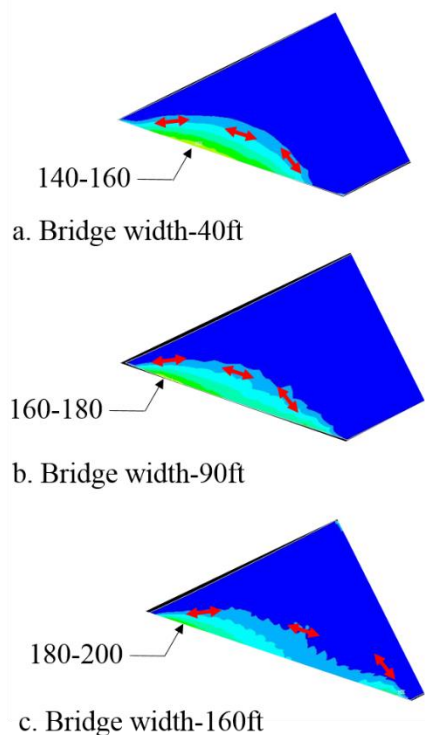 140-160
a. Bridge width-40ft
160-180
b. Bridge width-90ft
180-200
c. Bridge width-160ft